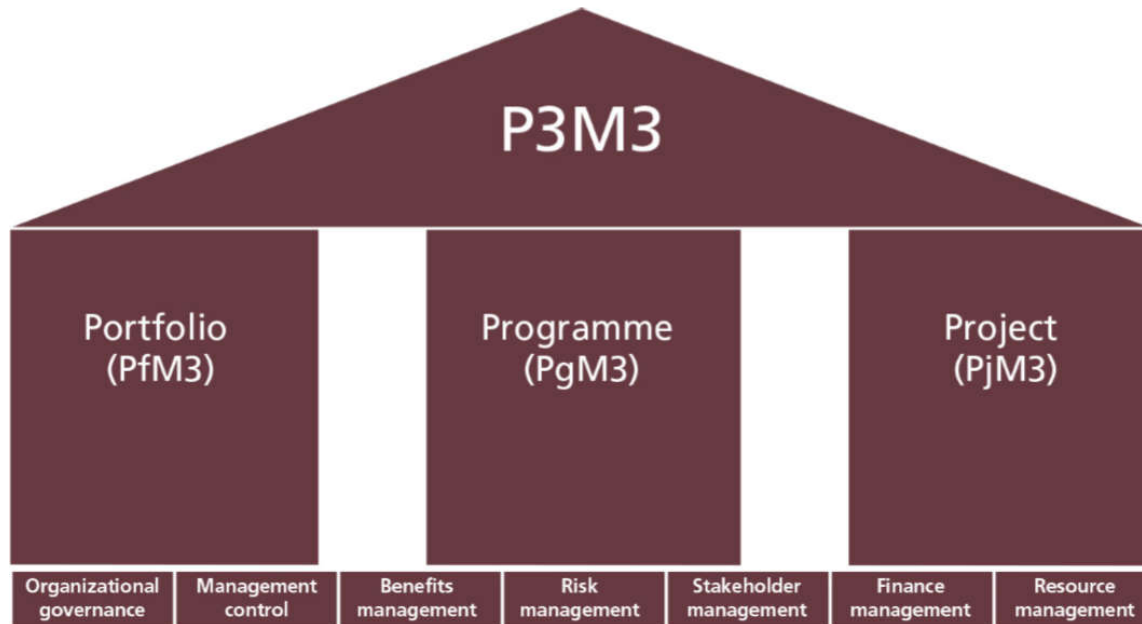 P3M3
Portfolio
(PfM3)
Programme
(PgM3)
Project
(PjM3)
Organizational
governance
Management
control
Benefits
management
Risk
management
Stakeholder
management
Finance
management
Resource
management